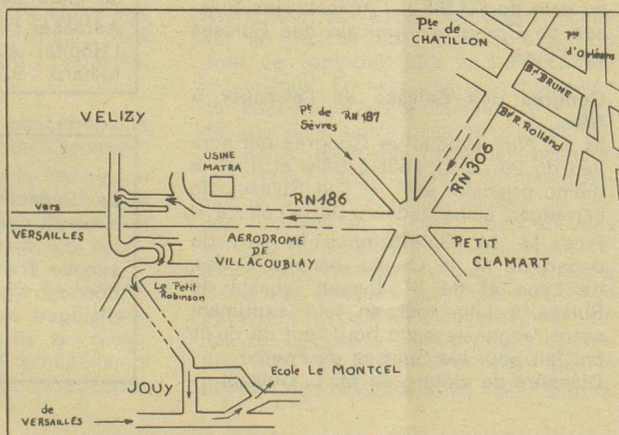 Pte de
CHATILLON
Pte
d'Orléans
Bd BRUNE
Bd R. Rolland
RN 306
Pt de RN 187
Sèvres
VELIZY
USINE
MATRA
RN186
vers
VERSAILLES
AERODROME
DE
VILLACOUBLAY
PETIT
CLAMART
Le Petit
Robinson
Ecole Le MONTCEL
JOUY
de
VERSAILLES